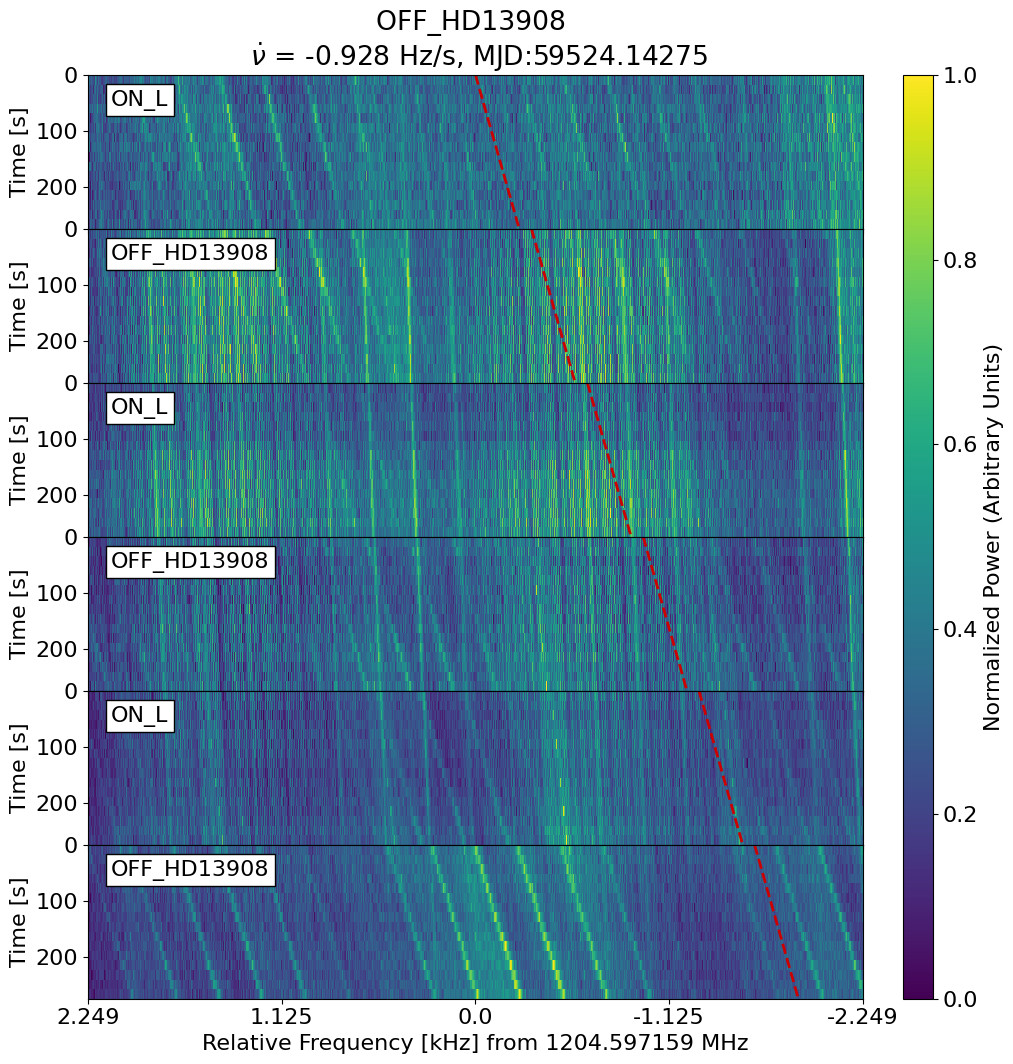 OFF_HD13908
ν̇ = -0.928 Hz/s, MJD:59524.14275
0
100
200
Time [s]
ON_L
0
100
200
Time [s]
OFF_HD13908
0
100
200
Time [s]
ON_L
0
100
200
Time [s]
OFF_HD13908
0
100
200
Time [s]
ON_L
0
100
200
Time [s]
OFF_HD13908
2.249 1.125 0.0 -1.125 -2.249
Relative Frequency [kHz] from 1204.597159 MHz
1.0
0.8
0.6
0.4
0.2
0.0
Normalized Power (Arbitrary Units)